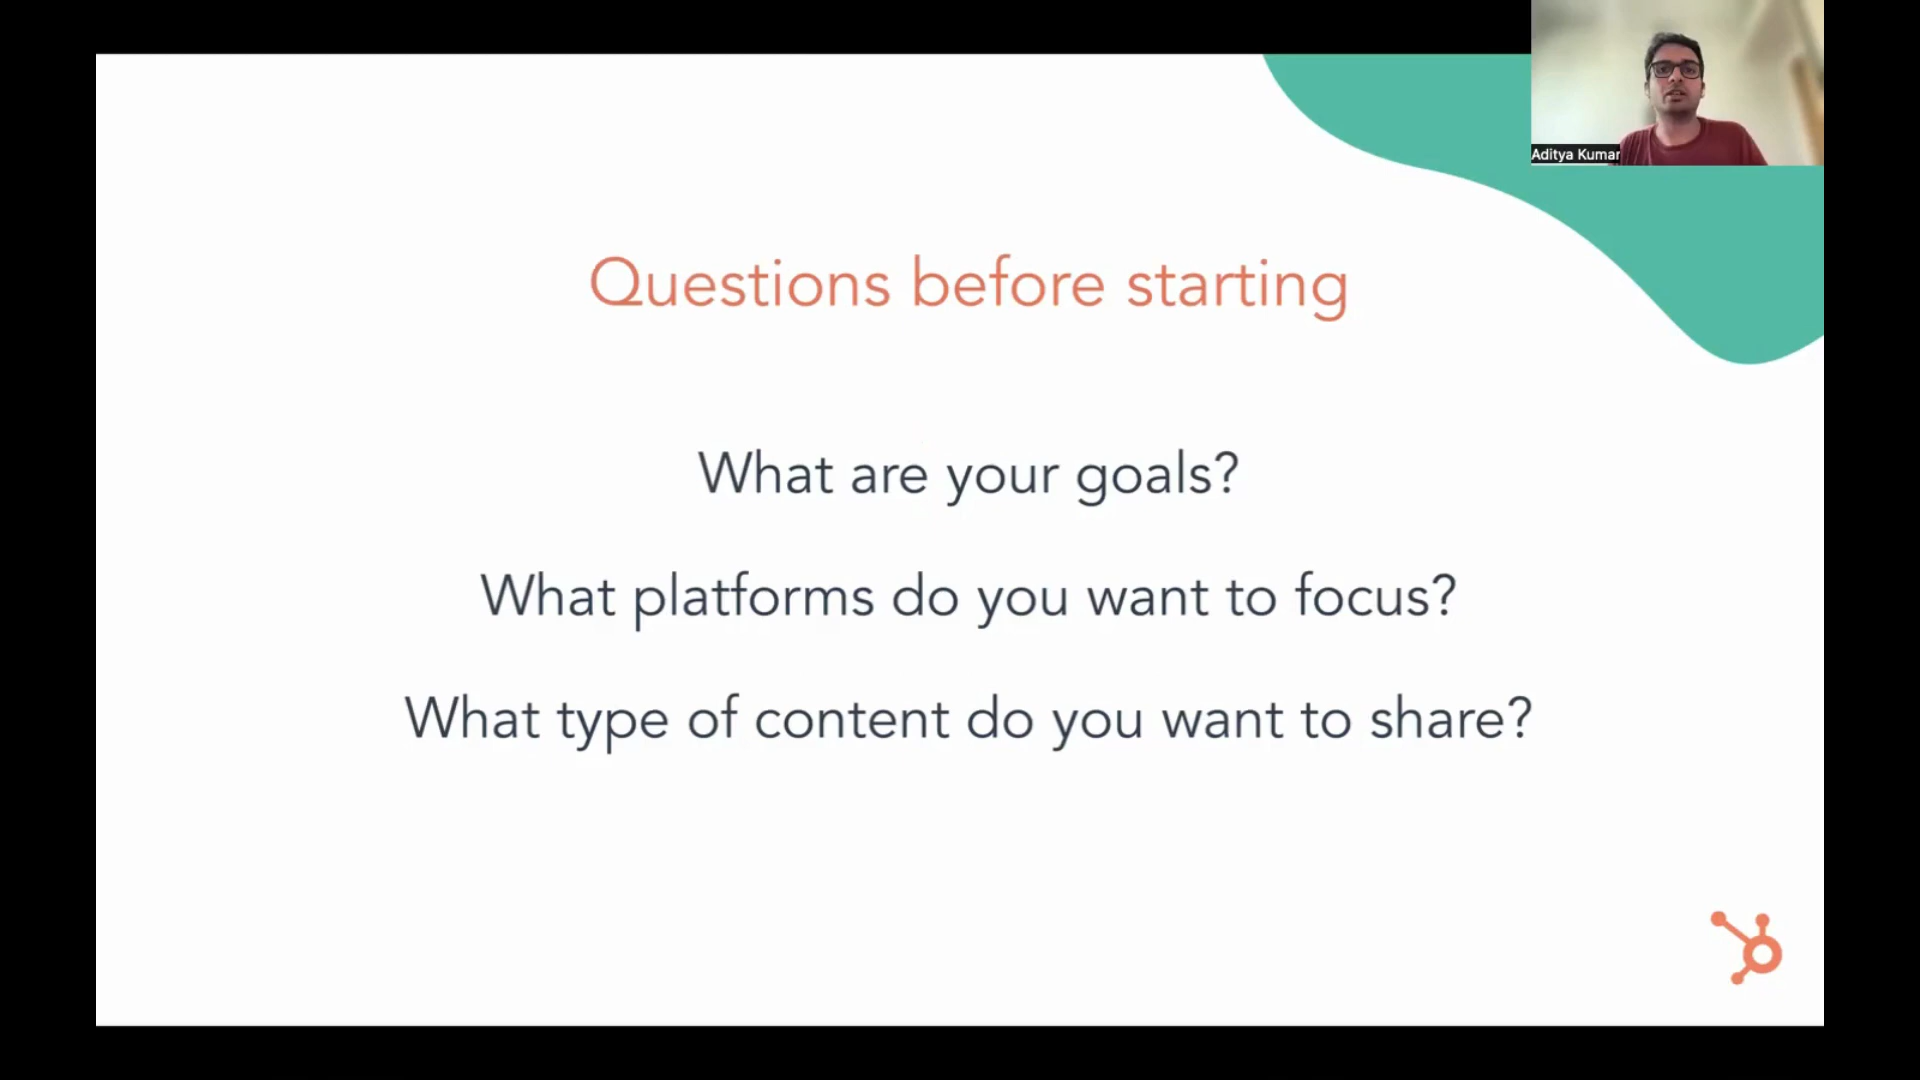 Aditya Kumar
Questions before starting
What are your goals?
What platforms do you want to focus?
What type of content do you want to share?